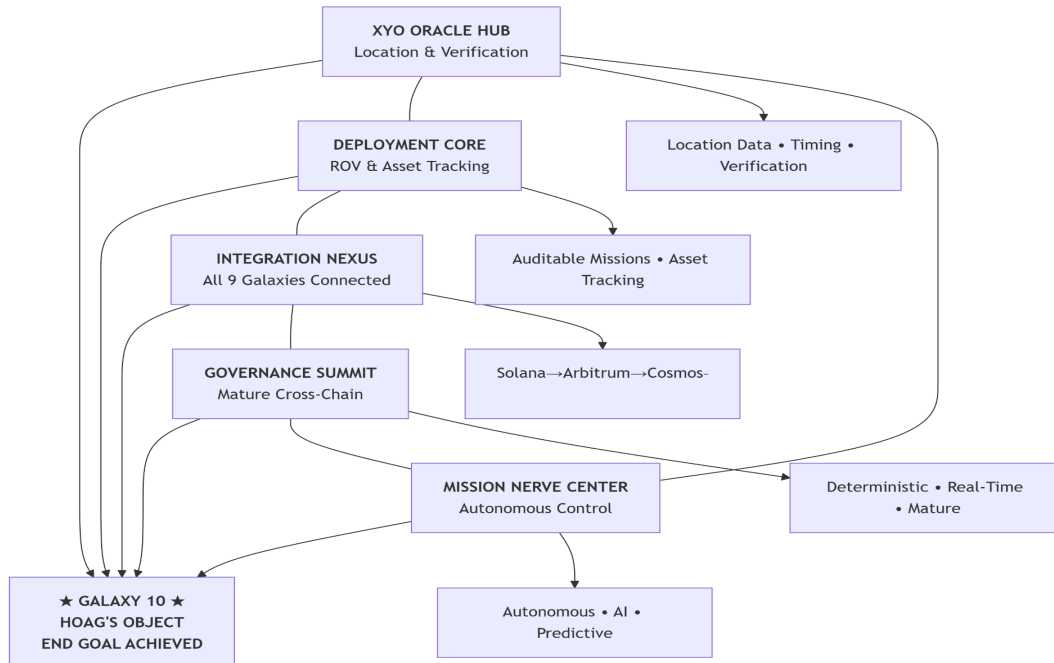 XYO ORACLE HUB
Location & Verification
DEPLOYMENT CORE
ROV & Asset Tracking
Location Data • Timing •
Verification
INTEGRATION NEXUS
All 9 Galaxies Connected
Auditable Missions • Asset
Tracking
GOVERNANCE SUMMIT
Mature Cross-Chain
Solana→Arbitrum→Cosmos-
MISSION NERVE CENTER
Autonomous Control
Deterministic • Real-Time
• Mature
★ GALAXY 10 ★
HOAG'S OBJECT
END GOAL ACHIEVED
Autonomous • AI •
Predictive